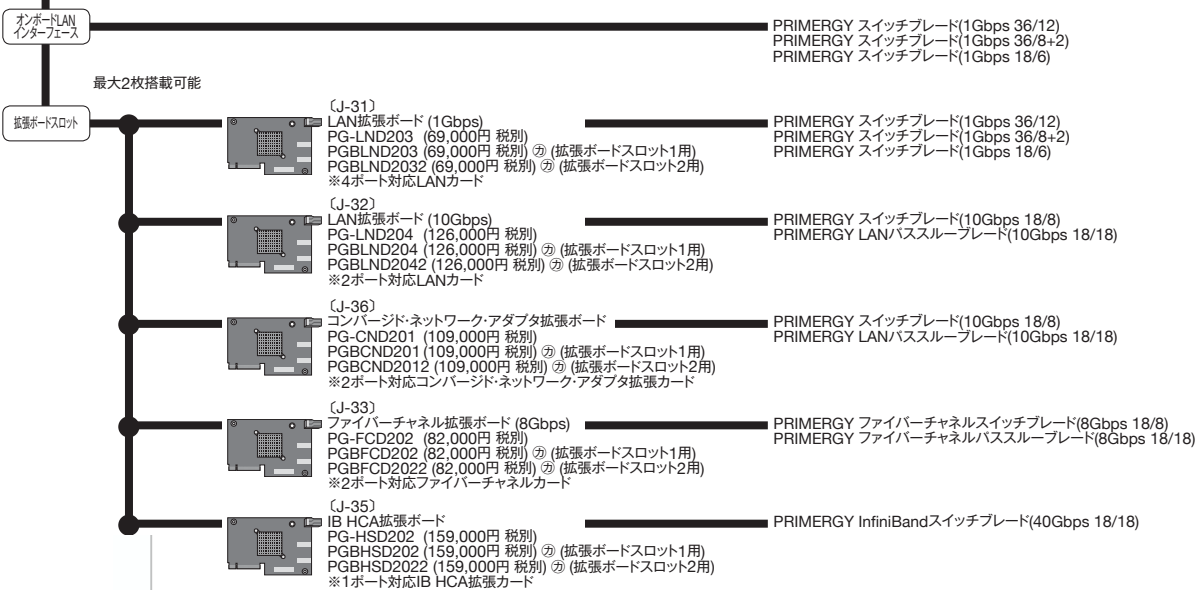 オンボードLAN
インターフェース
PRIMERGY スイッチブレード(1Gbps 36/12)
PRIMERGY スイッチブレード(1Gbps 36/8+2)
PRIMERGY スイッチブレード(1Gbps 18/6)
最大2枚搭載可能
拡張ボードスロット
〔J-31〕
LAN拡張ボード (1Gbps)
PG-LND203 (69,000円 税別)
PGBLND203 (69,000円 税別) ㋕ (拡張ボードスロット1用)
PGBLND2032 (69,000円 税別) ㋕ (拡張ボードスロット2用)
※4ポート対応LANカード
PRIMERGY スイッチブレード(1Gbps 36/12)
PRIMERGY スイッチブレード(1Gbps 36/8+2)
PRIMERGY スイッチブレード(1Gbps 18/6)
〔J-32〕
LAN拡張ボード (10Gbps)
PG-LND204 (126,000円 税別)
PGBLND204 (126,000円 税別) ㋕ (拡張ボードスロット1用)
PGBLND2042 (126,000円 税別) ㋕ (拡張ボードスロット2用)
※2ポート対応LANカード
PRIMERGY スイッチブレード(10Gbps 18/8)
PRIMERGY LANパススルーブレード(10Gbps 18/18)
〔J-36〕
コンバージド･ネットワーク･アダプタ拡張ボード
PG-CND201 (109,000円 税別)
PGBCND201 (109,000円 税別) ㋕ (拡張ボードスロット1用)
PGBCND2012 (109,000円 税別) ㋕ (拡張ボードスロット2用)
※2ポート対応コンバージド･ネットワーク･アダプタ拡張カード
PRIMERGY スイッチブレード(10Gbps 18/8)
PRIMERGY LANパススルーブレード(10Gbps 18/18)
〔J-33〕
ファイバーチャネル拡張ボード (8Gbps)
PG-FCD202 (82,000円 税別)
PGBFCD202 (82,000円 税別) ㋕ (拡張ボードスロット1用)
PGBFCD2022 (82,000円 税別) ㋕ (拡張ボードスロット2用)
※2ポート対応ファイバーチャネルカード
PRIMERGY ファイバーチャネルスイッチブレード(8Gbps 18/8)
PRIMERGY ファイバーチャネルパススルーブレード(8Gbps 18/18)
〔J-35〕
IB HCA拡張ボード
PG-HSD202 (159,000円 税別)
PGBHSD202 (159,000円 税別) ㋕ (拡張ボードスロット1用)
PGBHSD2022 (159,000円 税別) ㋕ (拡張ボードスロット2用)
※1ポート対応IB HCA拡張カード
PRIMERGY InfiniBandスイッチブレード(40Gbps 18/18)